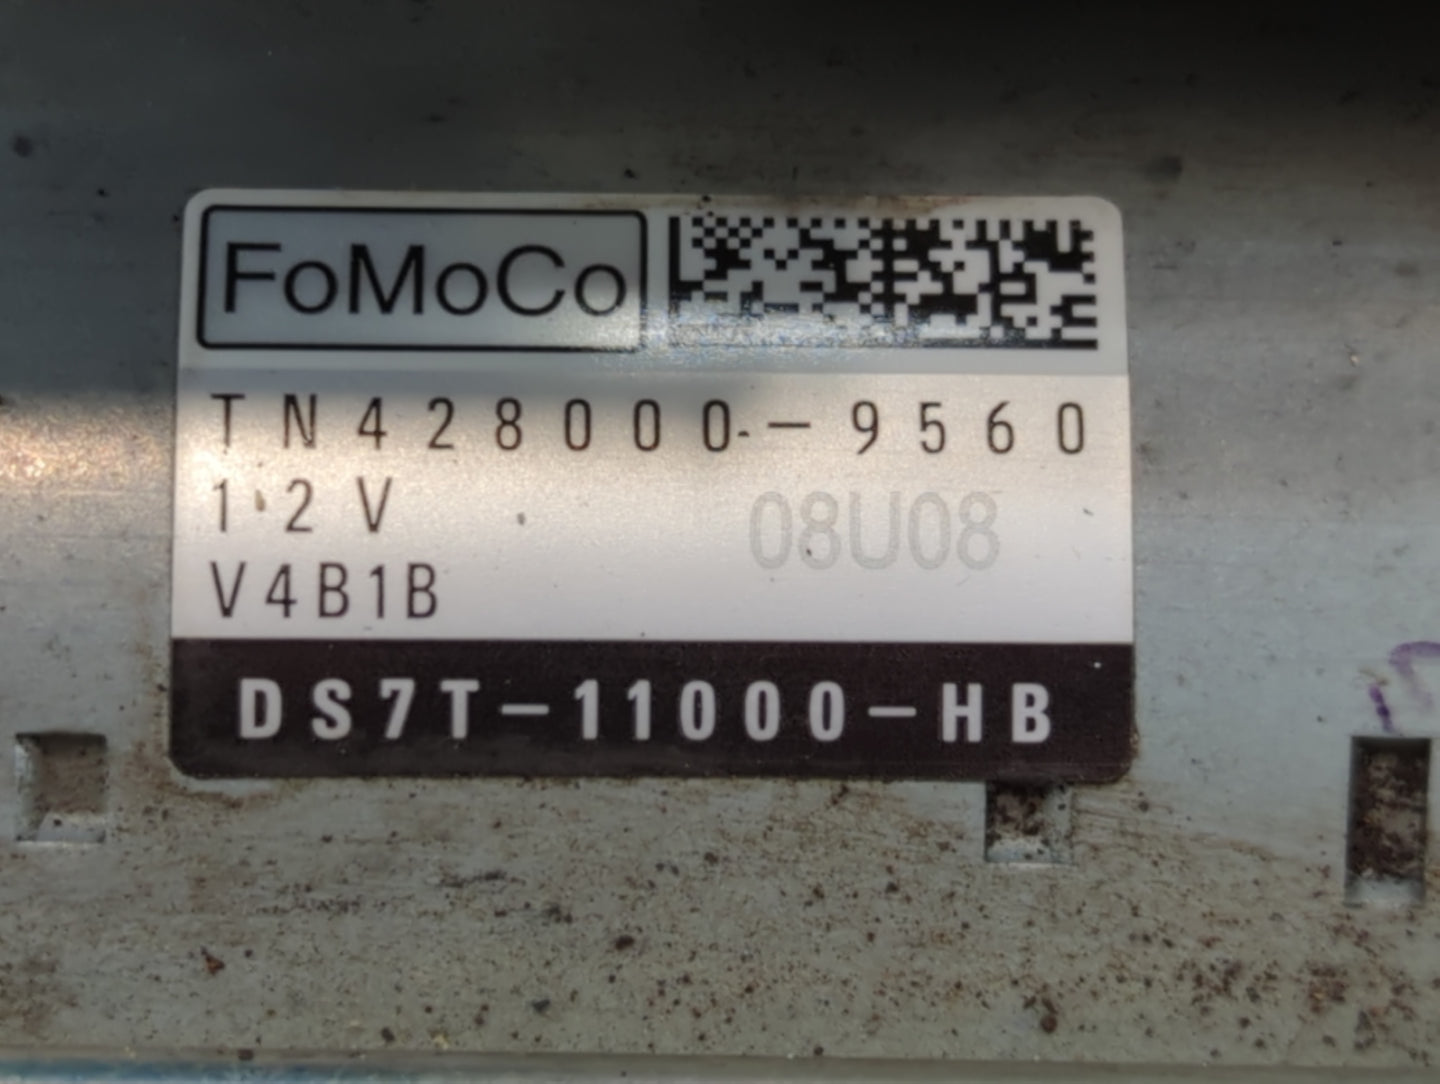 FoMoCo
TN428000-9560
12V
08U08
V4B1B
DS7T-11000-HB